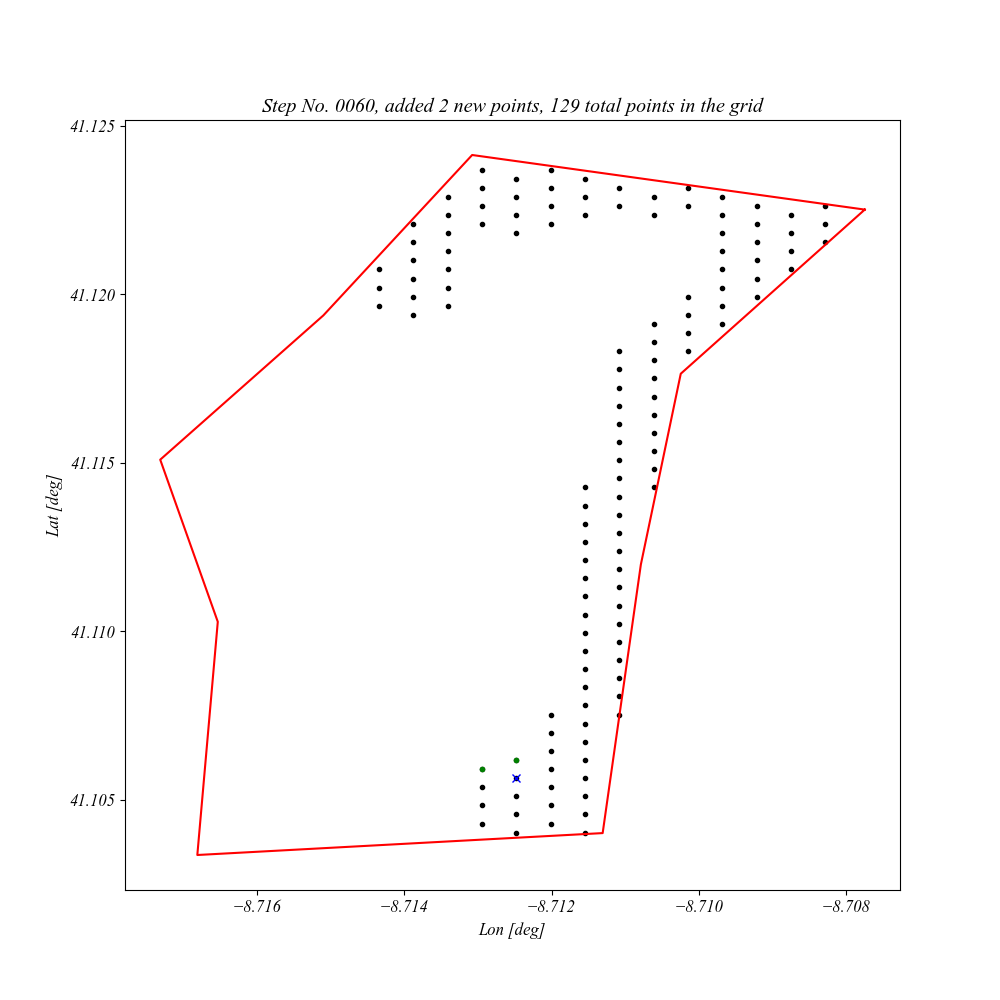 Step No. 0060, added 2 new points, 129 total points in the grid
41.125
41.120
41.115
41.110
41.105
Lat [deg]
−8.716 −8.714 −8.712 −8.710 −8.708
Lon [deg]